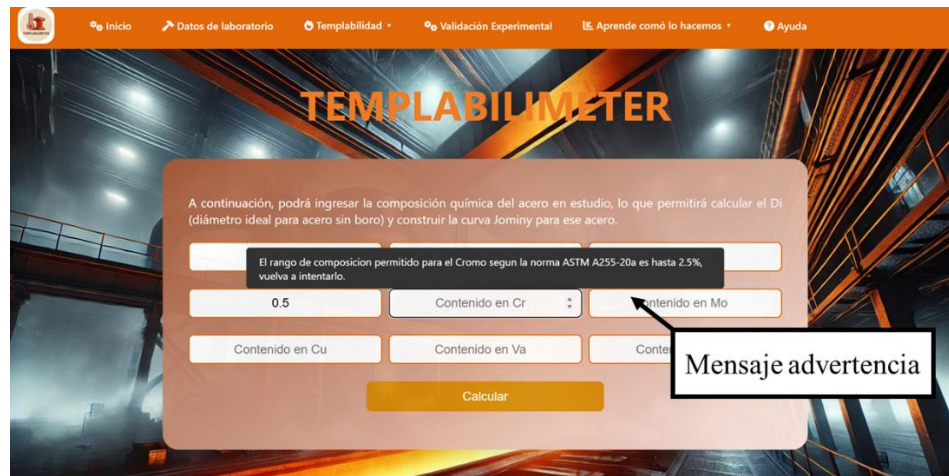 TEMPLABILIMETER
Inicio
Datos de laboratorio
Templabilidad
Validación Experimental
Aprende comó lo hacemos
Ayuda
TEMPLABILIMETER
A continuación, podrá ingresar la composición química del acero en estudio, lo que permitirá calcular el Di
(diámetro ideal para acero sin boro) y construir la curva Jominy para ese acero.
El rango de composicion permitido para el Cromo segun la norma ASTM A255-20a es hasta 2.5%,
vuelva a intentarlo.
0.5
Contenido en Cr
ontenido en Mo
Contenido en Cu
Contenido en Va
Conte
Mensaje advertencia
Calcular